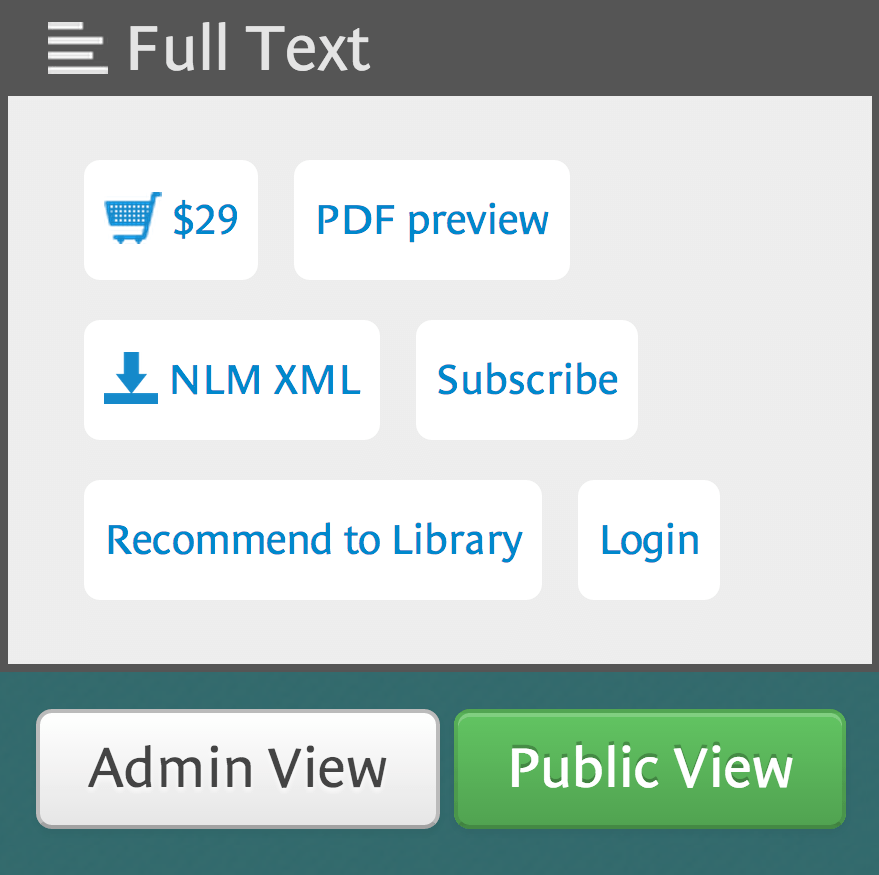 Full Text
$29 PDF preview
NLM XML Subscribe
Recommend to Library Login
Admin View Public View